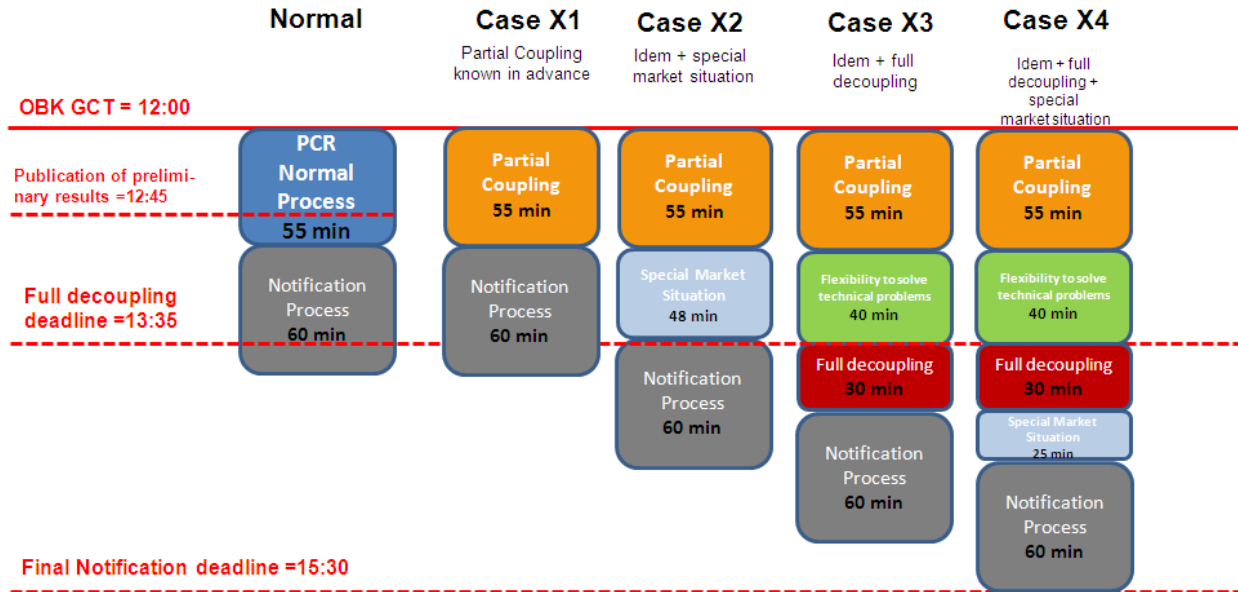 Normal
Case X1
Partial Coupling
known in advance
Case X2
Idem + special
market situation
Case X3
Idem + full
decoupling
Case X4
Idem + full
decoupling +
special
market situation
OBK GCT = 12:00
Publication of prelimi-
nary results =12:45
Full decoupling
deadline =13:35
Final Notification deadline =15:30
PCR
Normal
Process
55 min
Notification
Process
60 min
Partial
Coupling
55 min
Notification
Process
60 min
Partial
Coupling
55 min
Special Market
Situation
48 min
Notification
Process
60 min
Partial
Coupling
55 min
Flexibility to solve
technical problems
40 min
Full decoupling
30 min
Notification
Process
60 min
Partial
Coupling
55 min
Flexibility to solve
technical problems
40 min
Full decoupling
30 min
Special Market
Situation
25 min
Notification
Process
60 min